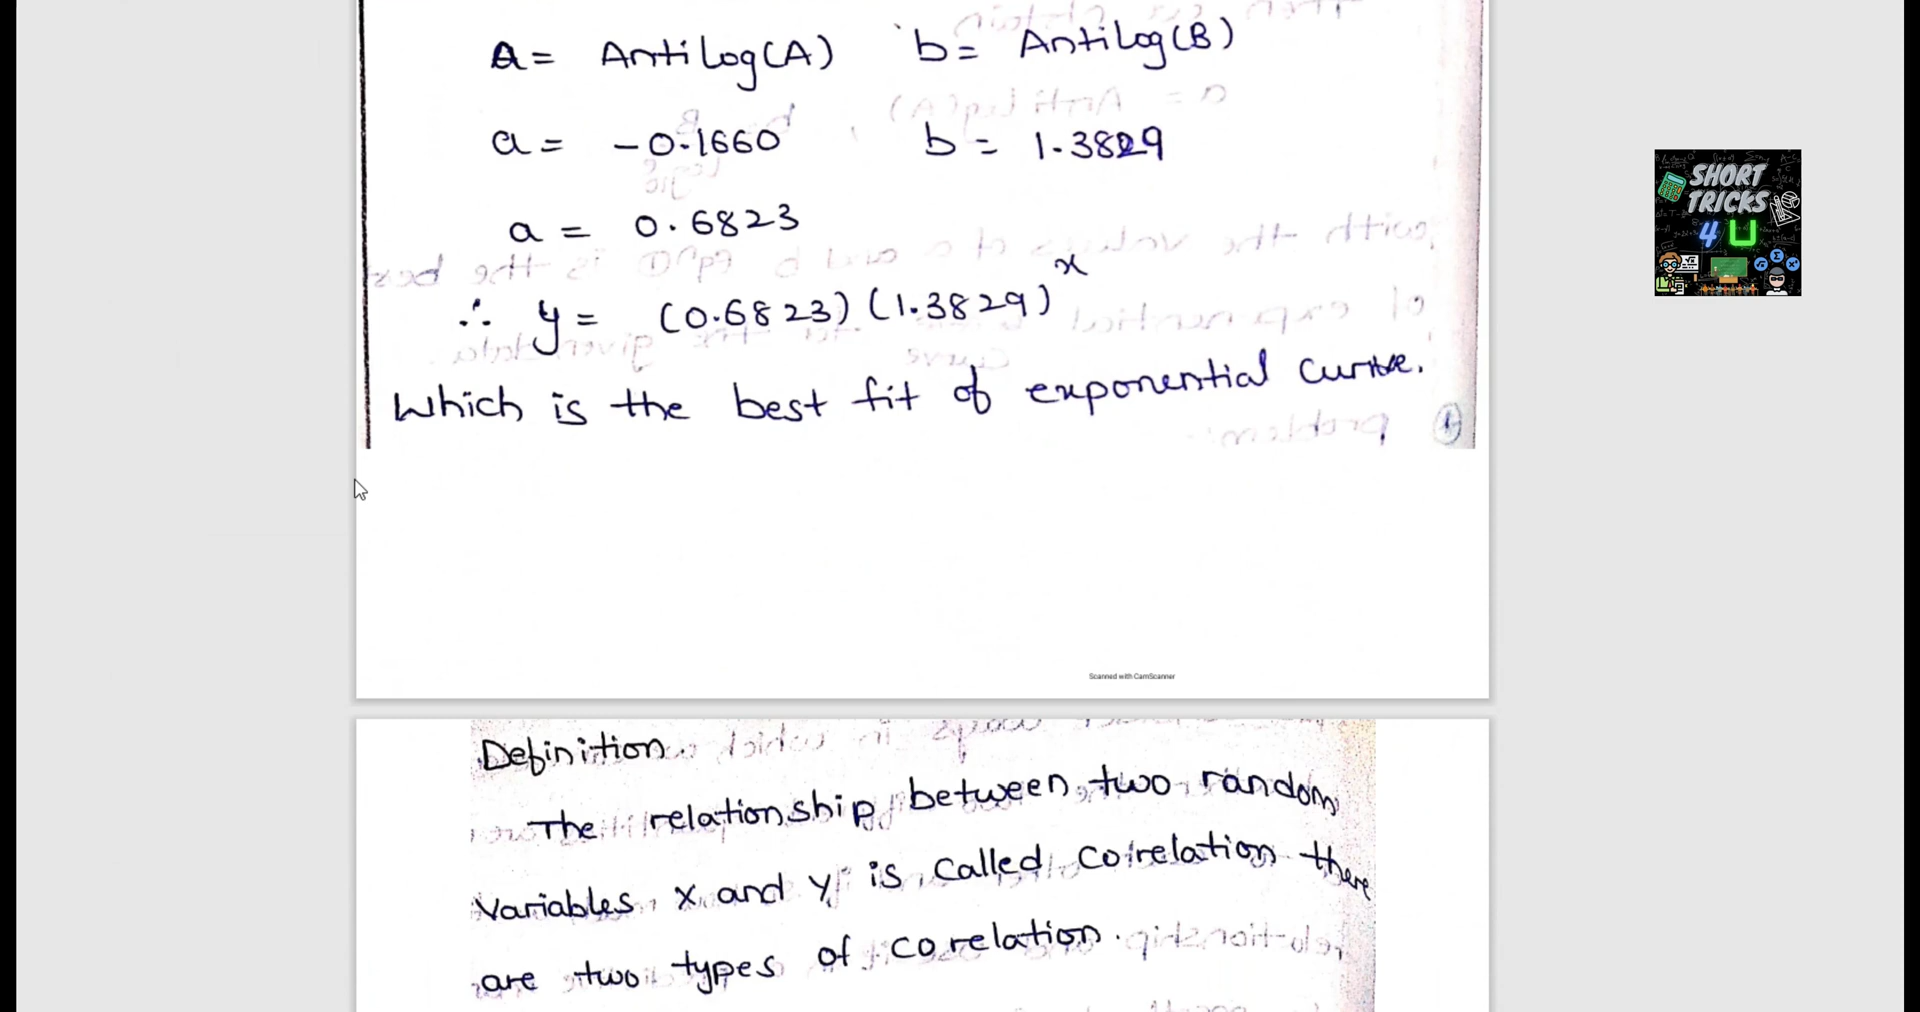 a = Antilog(A) b = Antilog(B)
a = -0.1660 b = 1.3829
a = 0.6823
∴ y = (0.6823)(1.3829)^x
Which is the best fit of exponential curve.
Scanned with CamScanner
Definition.
The relationship between two random
variables x and y is called corelation there
are two types of corelation.
SHORT
TRICKS
4 U